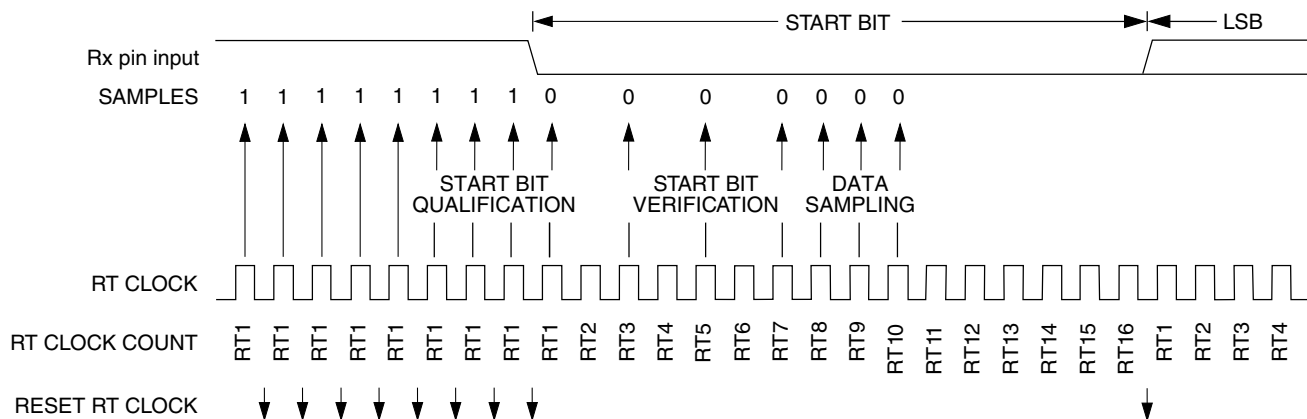 START BIT LSB
Rx pin input
SAMPLES 1 1 1 1 1 1 1 1 0 0 0 0 0 0 0
START BIT QUALIFICATION START BIT VERIFICATION DATA SAMPLING
RT CLOCK
RT CLOCK COUNT RT1 RT1 RT1 RT1 RT1 RT1 RT1 RT1 RT1 RT2 RT3 RT4 RT5 RT6 RT7 RT8 RT9 RT10 RT11 RT12 RT13 RT14 RT15 RT16 RT1 RT2 RT3 RT4
RESET RT CLOCK